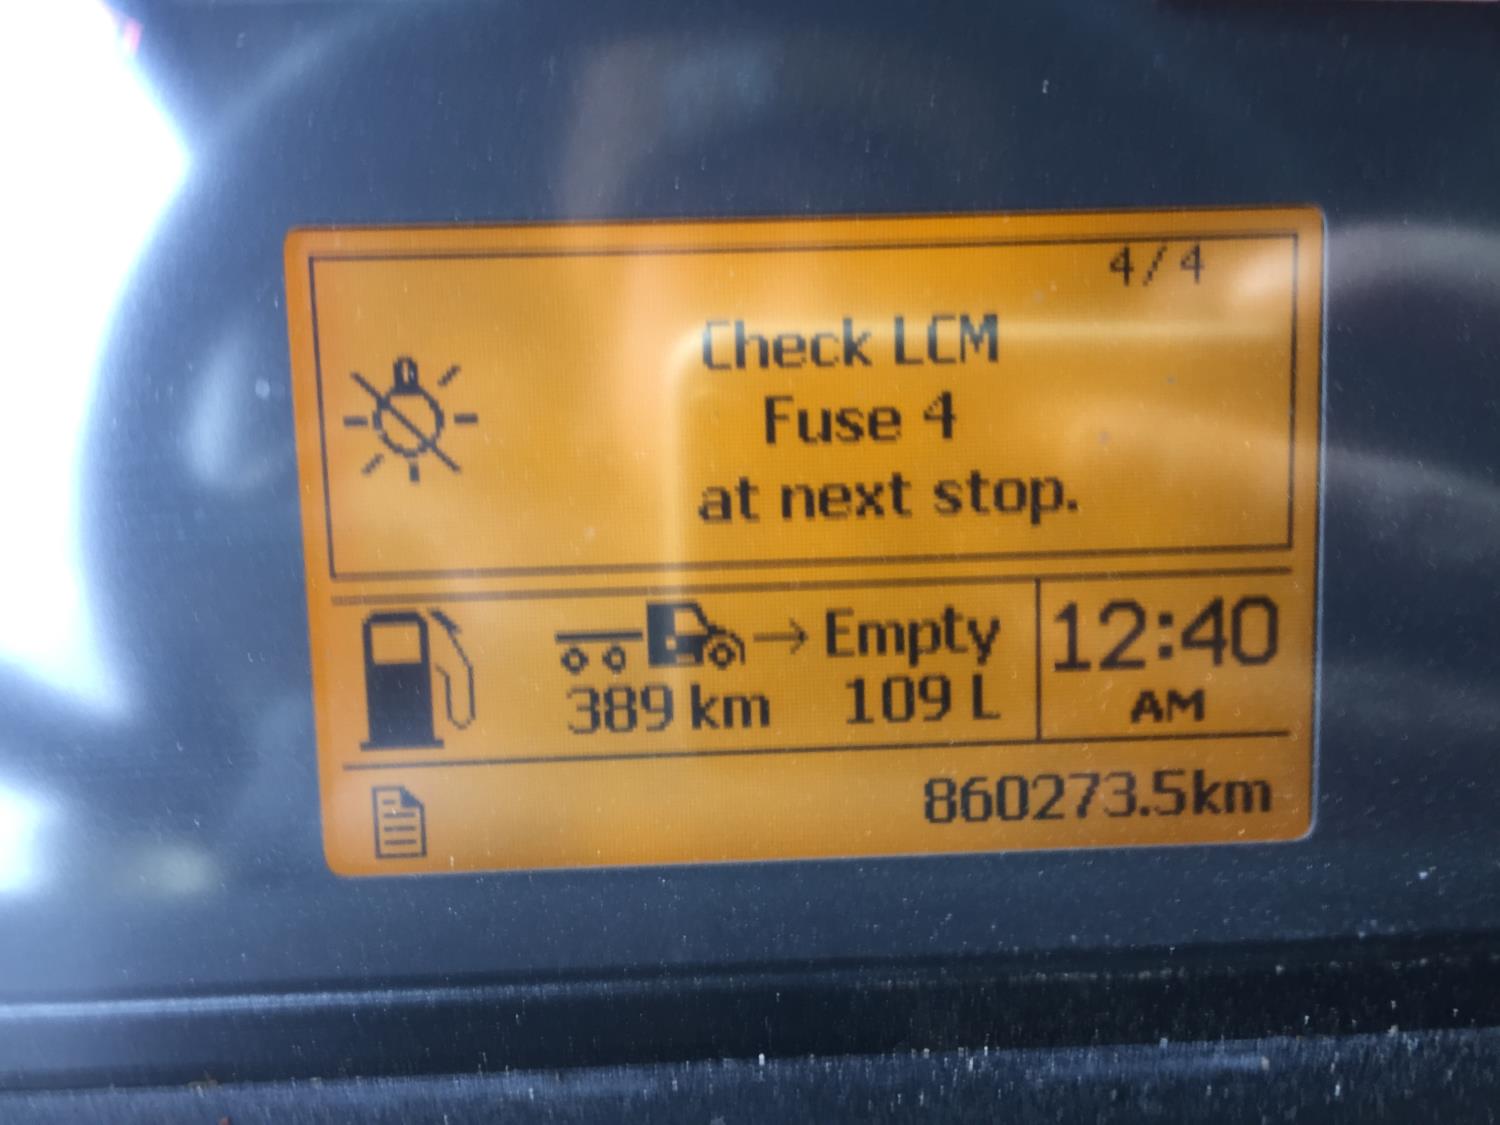 4/4
Check LCM
Fuse 4
at next stop.
Empty
12:40
389 km 109 L
AM
860273.5km